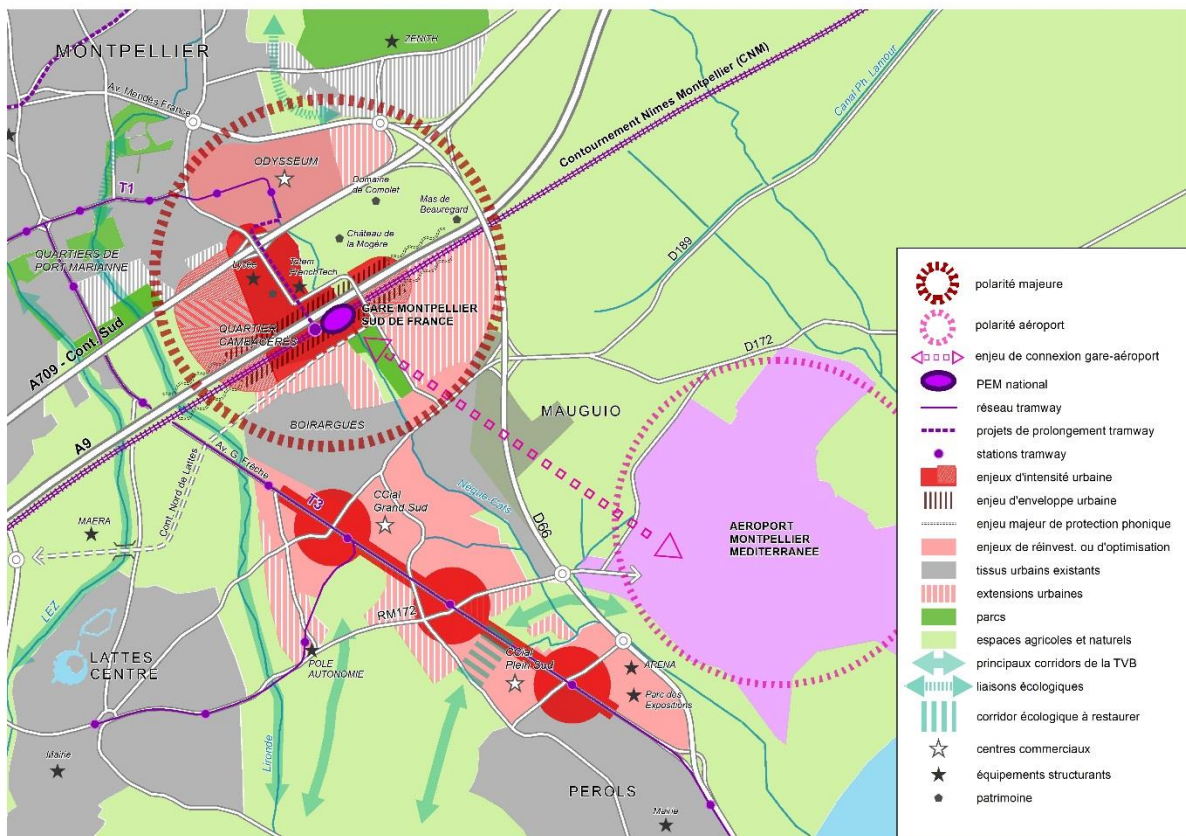 MONTPELLIER
ZENITH
Av. Mendès France
Contournement Nîmes Montpellier (CNM)
Canal Ph. Lamour
ODYSSEUM
T1
Domaine
de Comolet
Mas de
Beauregard
Château de
la Mogère
QUARTIERS DE
PORT MARIANNE
Lycée
Totem
FrenchTech
D189
GARE MONTPELLIER
SUD DE FRANCE
QUARTIER
CAMBACERES
A709 - Cont. Sud
D172
MAUGUIO
BOIRARGUES
A9
Av. G. Frêche
Cont. Nord de Lattes
T3
CCial
Grand Sud
Nègue-Cats
D66
MAERA
AEROPORT
MONTPELLIER
MEDITERRANEE
LEZ
RM172
LATTES
CENTRE
POLE
AUTONOMIE
CCial
Plein Sud
ARENA
Parc des
Expositions
Lironde
Mairie
PEROLS
Mairie
polarité majeure
polarité aéroport
enjeu de connexion gare-aéroport
PEM national
réseau tramway
projets de prolongement tramway
stations tramway
enjeux d'intensité urbaine
enjeu d'enveloppe urbaine
enjeu majeur de protection phonique
enjeux de réinvest. ou d'optimisation
tissus urbains existants
extensions urbaines
parcs
espaces agricoles et naturels
principaux corridors de la TVB
liaisons écologiques
corridor écologique à restaurer
centres commerciaux
équipements structurants
patrimoine